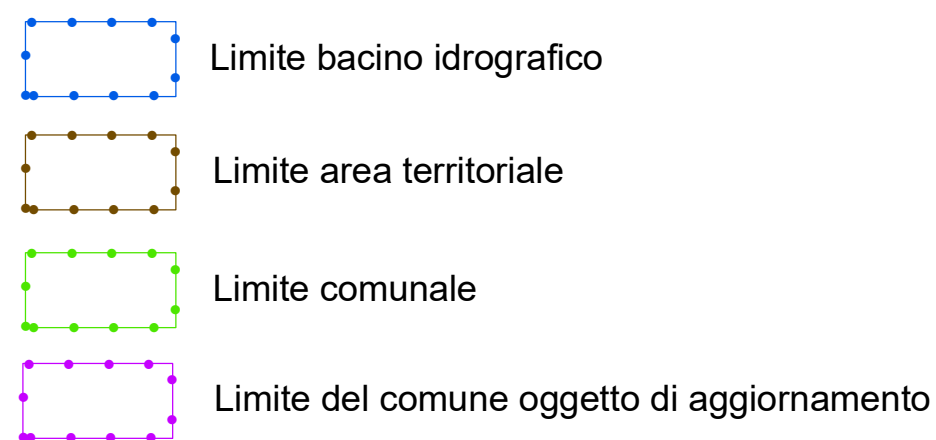 Limite bacino idrografico
Limite area territoriale
Limite comunale
Limite del comune oggetto di aggiornamento